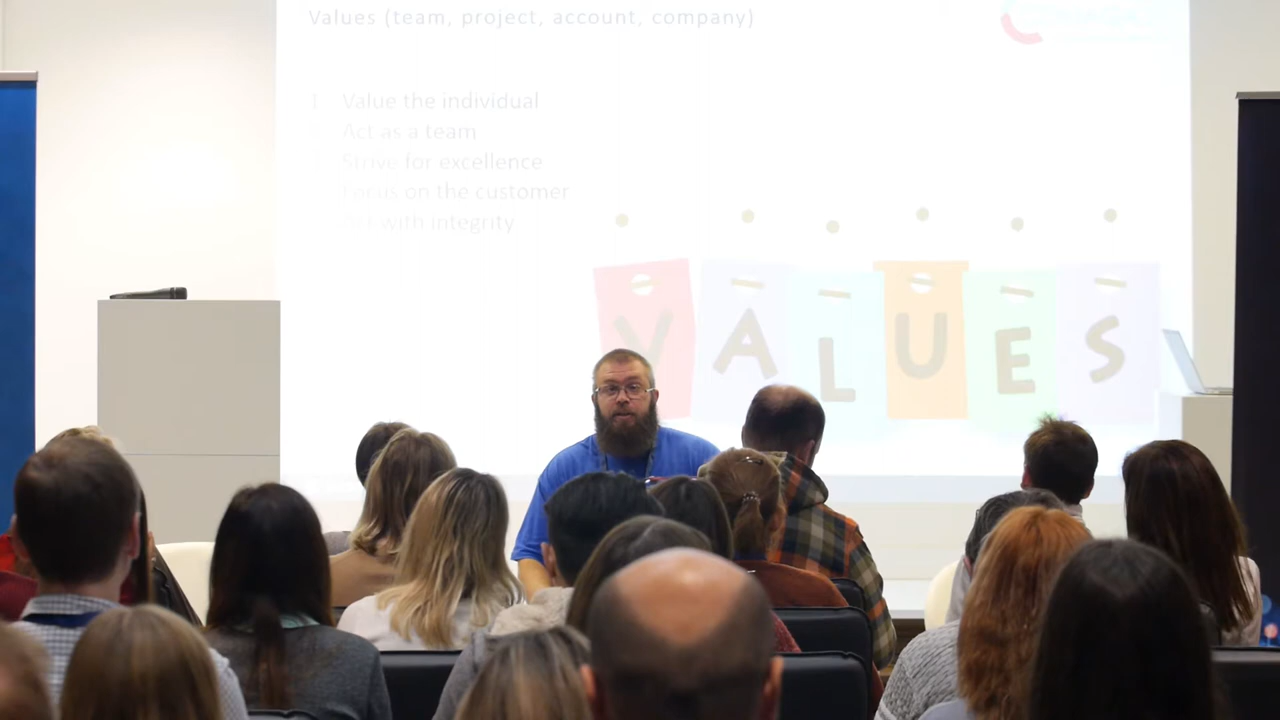 Values (team, project, account, company)
1. Value the individual
Act as a team
Strive for excellence
Focus on the customer
Act with integrity
VALUES